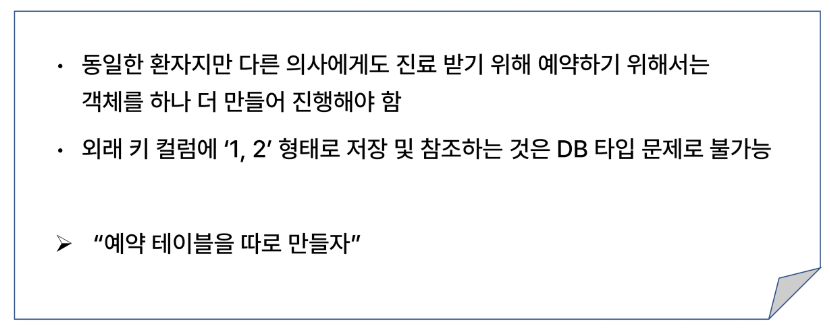 • 동일한 환자지만 다른 의사에게도 진료 받기 위해 예약하기 위해서는
객체를 하나 더 만들어 진행해야 함
• 외래 키 컬럼에 ‘1, 2’ 형태로 저장 및 참조하는 것은 DB 타입 문제로 불가능
➢ “예약 테이블을 따로 만들자”